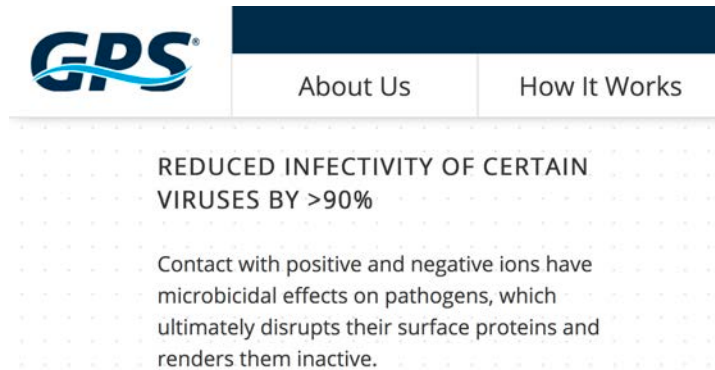 GPS®
About Us
How It Works
REDUCED INFECTIVITY OF CERTAIN
VIRUSES BY >90%
Contact with positive and negative ions have
microbicidal effects on pathogens, which
ultimately disrupts their surface proteins and
renders them inactive.